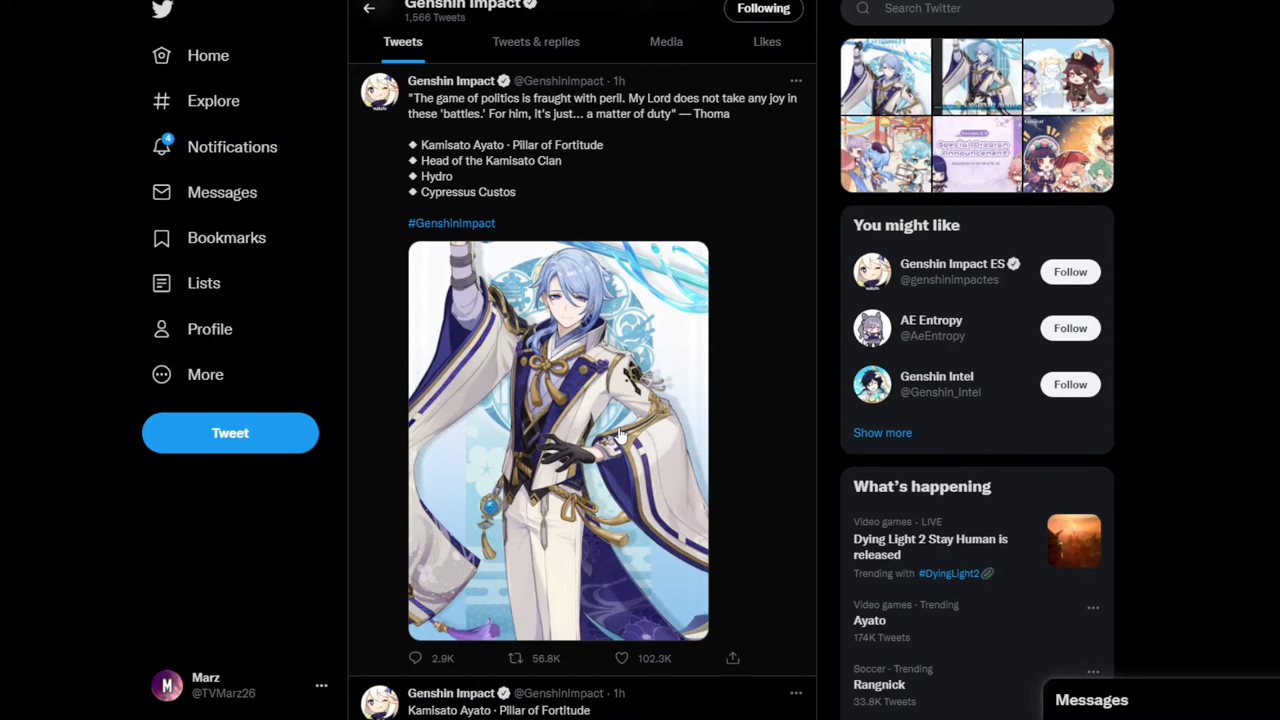 Home
Explore
4
Notifications
Messages
Bookmarks
Lists
Profile
More
Tweet
Marz
@TVMarz26
Genshin Impact
1,566 Tweets
Following
Tweets
Tweets & replies
Media
Likes
Genshin Impact @GenshinImpact · 1h
"The game of politics is fraught with peril. My Lord does not take any joy in
these 'battles.' For him, it's just... a matter of duty" — Thoma
◆ Kamisato Ayato · Pillar of Fortitude
◆ Head of the Kamisato Clan
◆ Hydro
◆ Cypressus Custos
#GenshinImpact
2.9K
56.8K
102.3K
Genshin Impact @GenshinImpact · 1h
Kamisato Ayato · Pillar of Fortitude
Search Twitter
Special Program
Announcement
You might like
Genshin Impact ES
@genshinimpactes
Follow
AE Entropy
@AeEntropy
Follow
Genshin Intel
@Genshin_Intel
Follow
Show more
What's happening
Video games · LIVE
Dying Light 2 Stay Human is
released
Trending with #DyingLight2
Video games · Trending
Ayato
174K Tweets
Soccer · Trending
Rangnick
33.8K Tweets
Messages